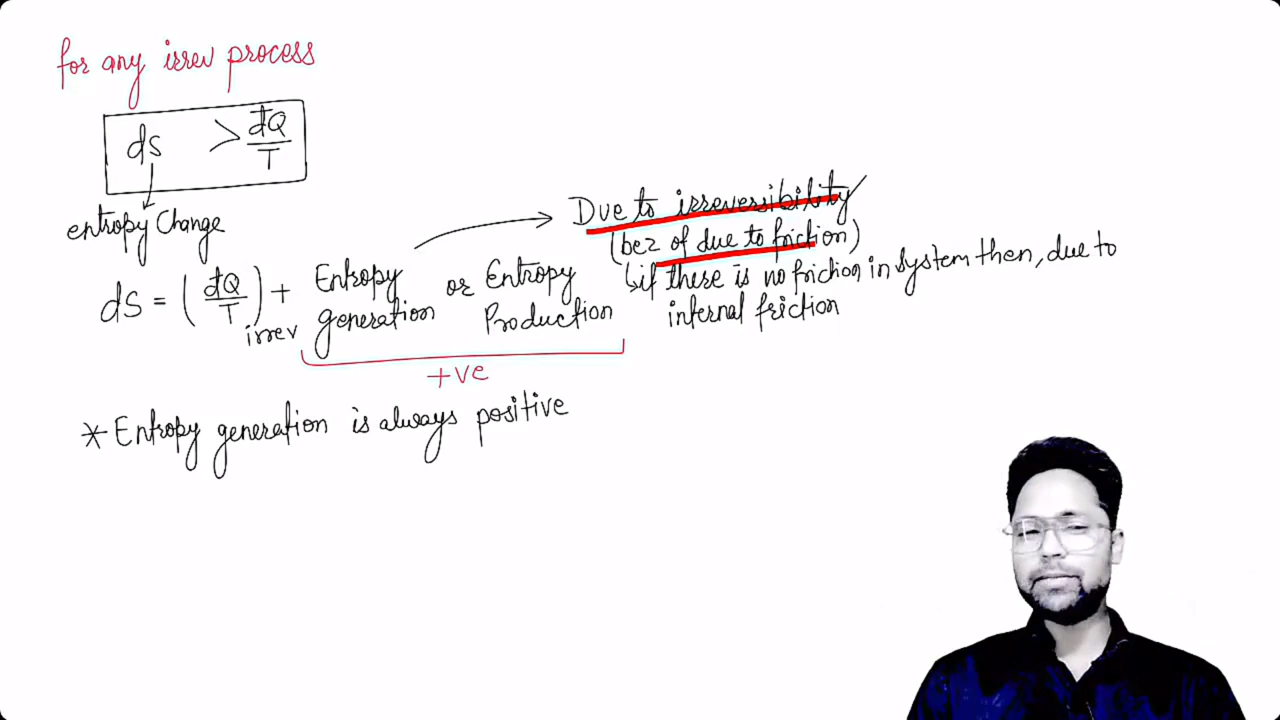 for any irrev process
dS > đQ/T
entropy Change
dS = (đQ/T)irrev + Entropy generation or Entropy Production
Due to irreversibility
(bcz of due to friction)
↳if there is no friction in system then, due to
internal friction
+ve
* Entropy generation is always positive